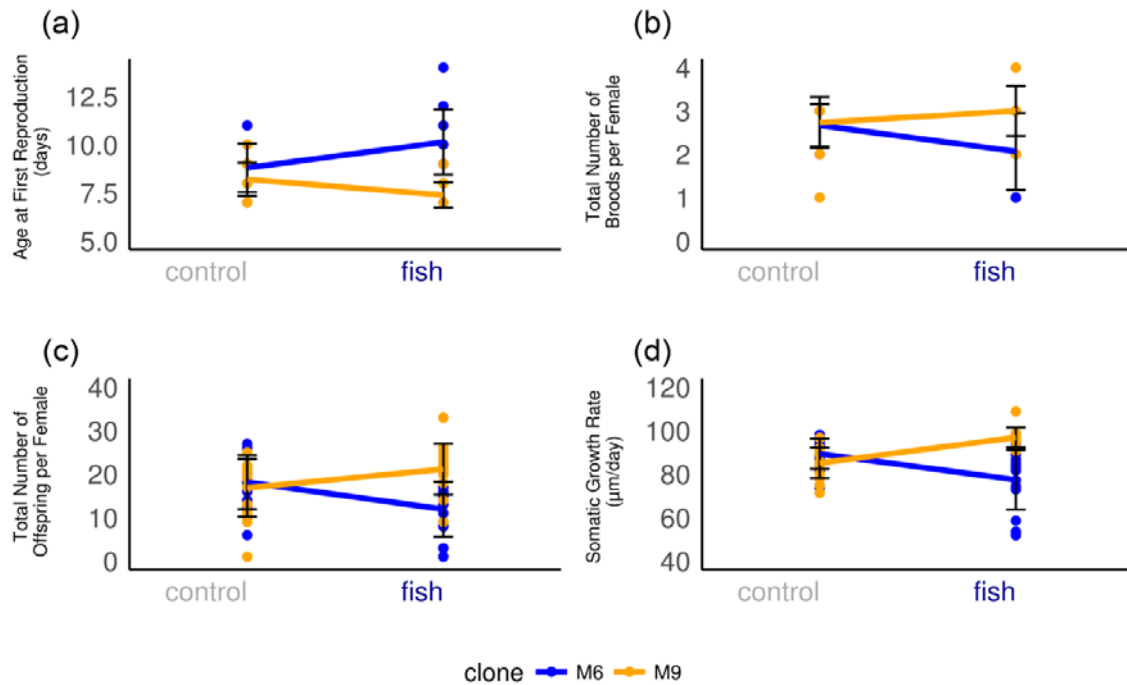 (a)
Age at First Reproduction
(days)
12.5
10.0
7.5
5.0
control
fish
(b)
Total Number of
Broods per Female
4
3
2
1
0
control
fish
(c)
Total Number of
Offspring per Female
40
30
20
10
0
control
fish
(d)
Somatic Growth Rate
(µm/day)
120
100
80
60
40
control
fish
clone M6 M9